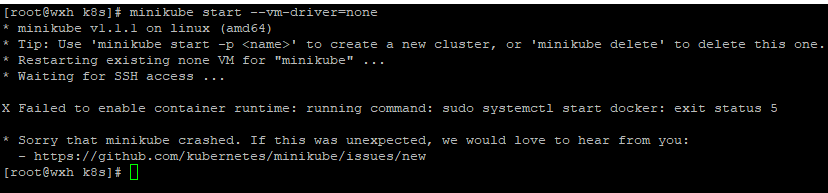 [root@wxh k8s]# minikube start --vm-driver=none
* minikube v1.1.1 on linux (amd64)
* Tip: Use 'minikube start -p <name>' to create a new cluster, or 'minikube delete' to delete this one.
* Restarting existing none VM for "minikube" ...
* Waiting for SSH access ...
X Failed to enable container runtime: running command: sudo systemctl start docker: exit status 5
* Sorry that minikube crashed. If this was unexpected, we would love to hear from you:
  - https://github.com/kubernetes/minikube/issues/new
[root@wxh k8s]#